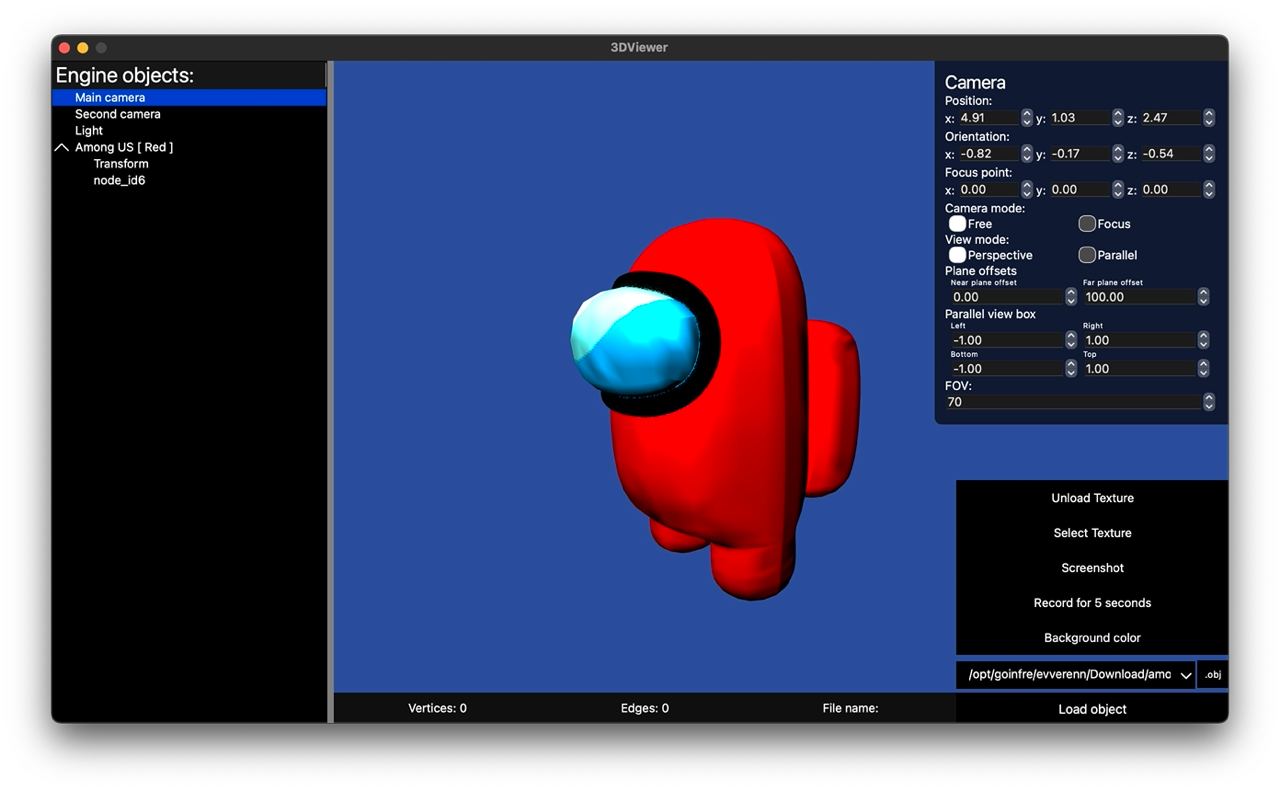 3DViewer
Engine objects:
Main camera
Second camera
Light
Among US [ Red ]
Transform
node_id6
Camera
Position:
x: 4.91 y: 1.03 z: 2.47
Orientation:
x: -0.82 y: -0.17 z: -0.54
Focus point:
x: 0.00 y: 0.00 z: 0.00
Camera mode:
Free Focus
View mode:
Perspective Parallel
Plane offsets
Near plane offset Far plane offset
0.00 100.00
Parallel view box
Left Right
-1.00 1.00
Bottom Top
-1.00 1.00
FOV:
70
Unload Texture
Select Texture
Screenshot
Record for 5 seconds
Background color
/opt/goinfre/evverenn/Download/amo .obj
Vertices: 0 Edges: 0 File name: Load object